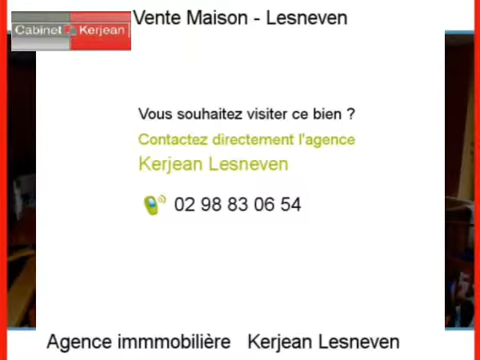 Vente Maison - Lesneven
Cabinet Kerjean
Vous souhaitez visiter ce bien ?
Contactez directement l'agence
Kerjean Lesneven
02 98 83 06 54
Agence immmobilière Kerjean Lesneven